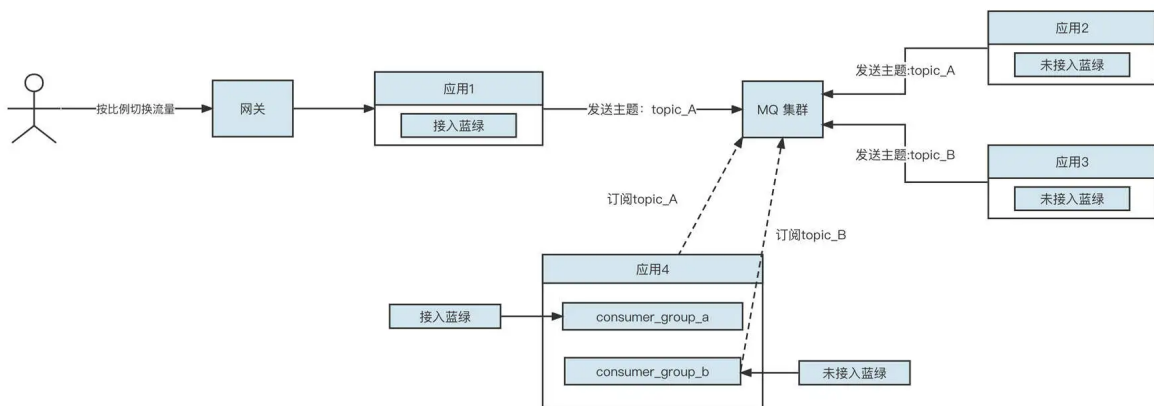 应用2
未接入蓝绿
发送主题:topic_A
应用1
接入蓝绿
按比例切换流量
网关
发送主题：topic_A
MQ 集群
发送主题:topic_B
应用3
未接入蓝绿
订阅topic_A
订阅topic_B
应用4
接入蓝绿
consumer_group_a
consumer_group_b
未接入蓝绿